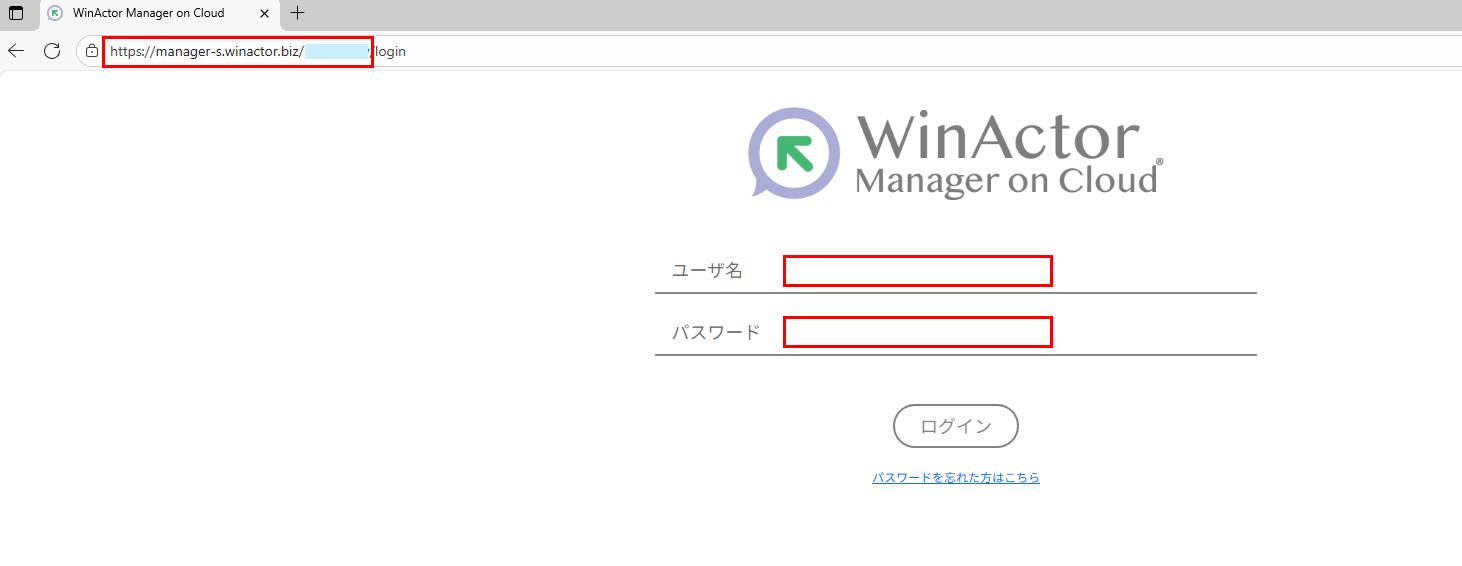 WinActor Manager on Cloud
https://manager-s.winactor.biz/ /login
WinActor
Manager on Cloud®
ユーザ名
パスワード
ログイン
パスワードを忘れた方はこちら